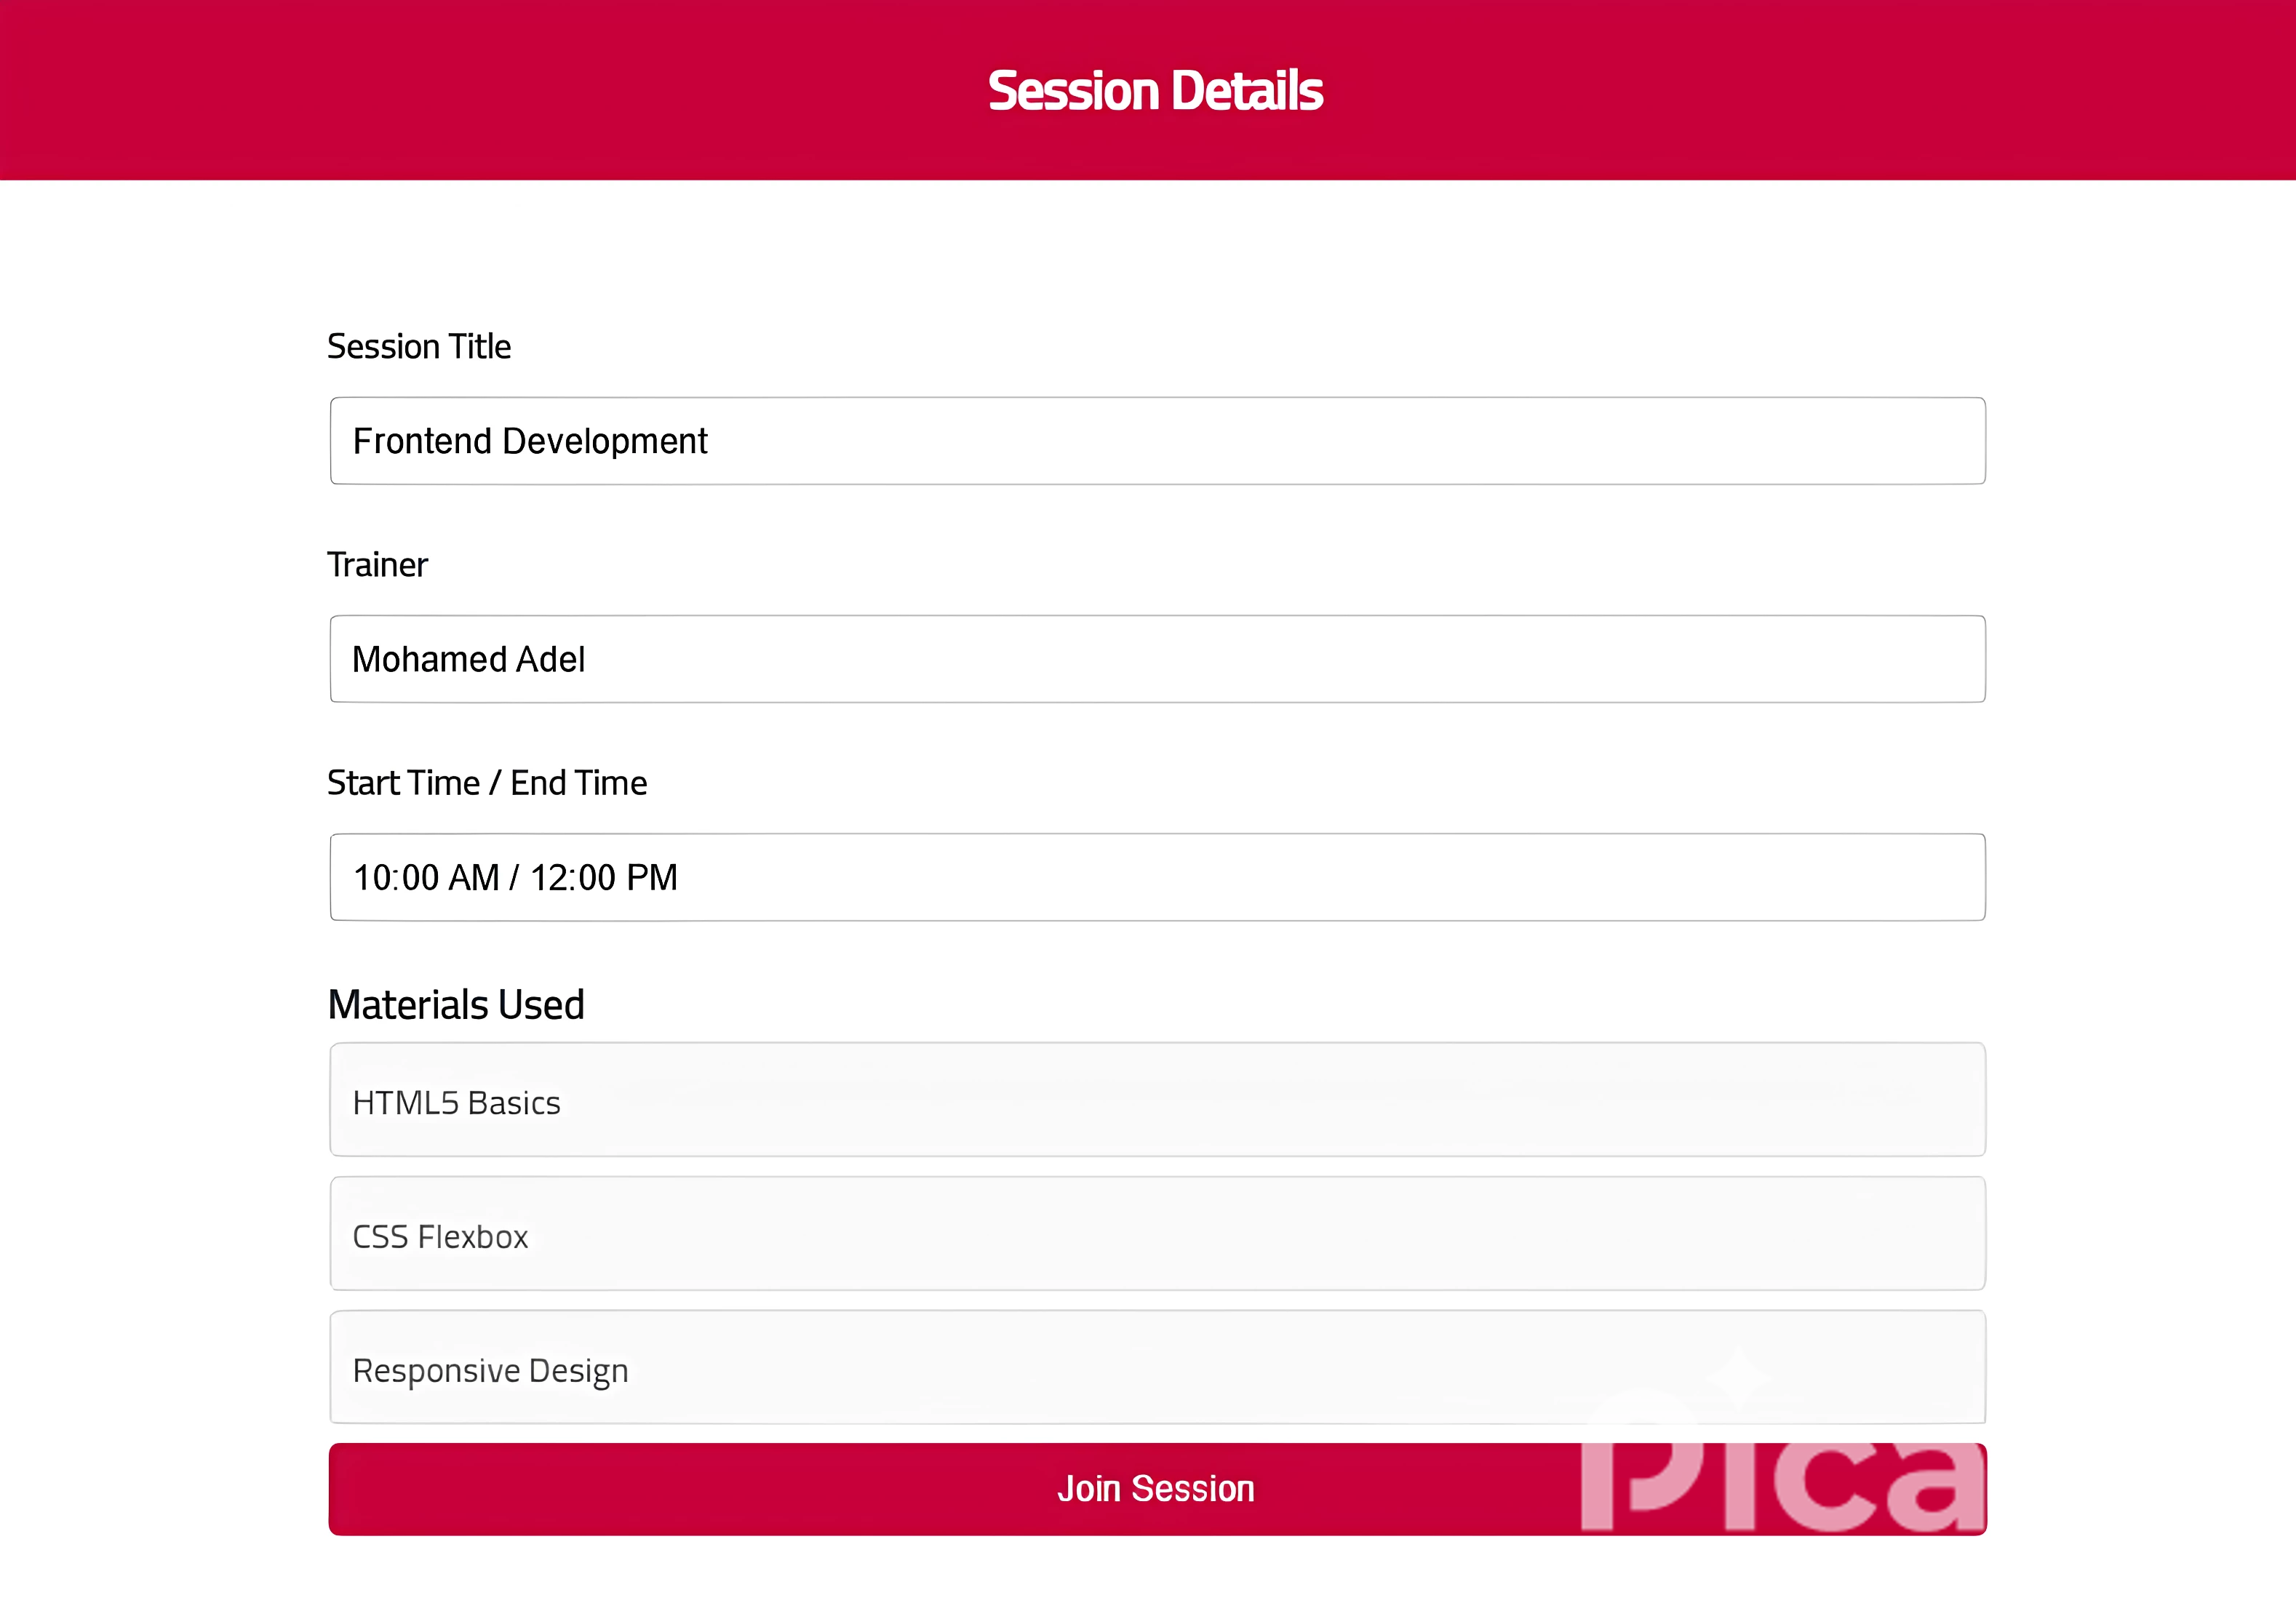 Session Details
Session Title
Frontend Development
Trainer
Mohamed Adel
Start Time / End Time
10:00 AM / 12:00 PM
Materials Used
HTML5 Basics
CSS Flexbox
Responsive Design
Join Session
pica